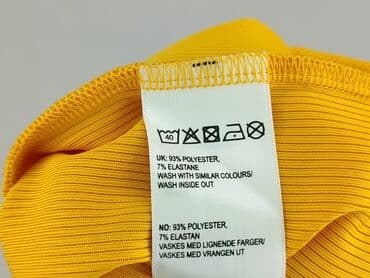 40
UK: 93% POLYESTER,
7% ELASTANE
WASH WITH SIMILAR COLOURS/
WASH INSIDE OUT
NO: 93% POLYESTER,
7% ELASTAN
VASKES MED LIGNENDE FARGER/
VASKES MED VRANGEN UT